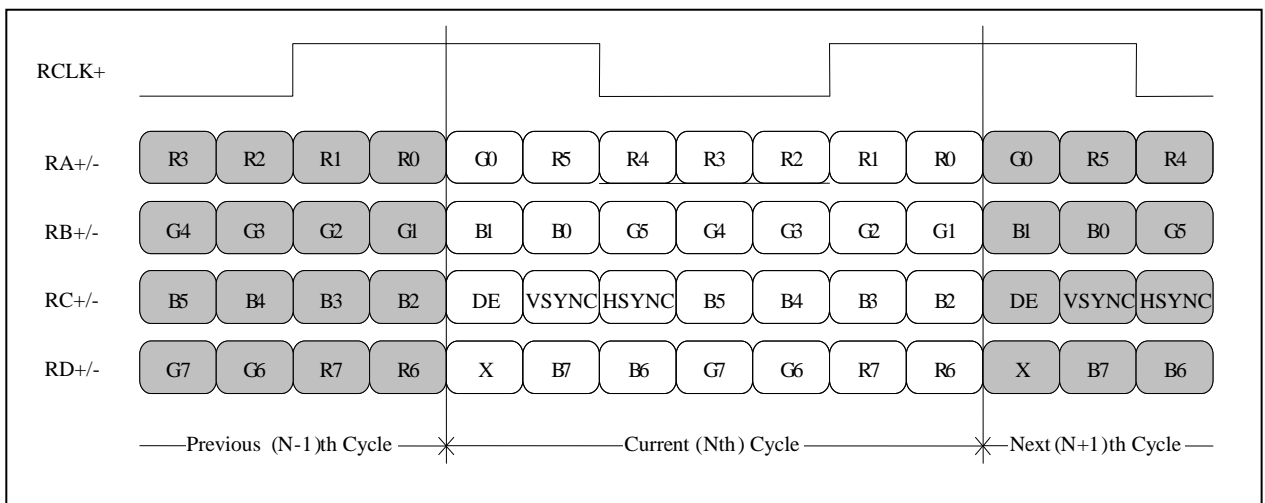 RCLK+
RA+/- R3 R2 R1 R0 G0 R5 R4 R3 R2 R1 R0 G0 R5 R4
RB+/- G4 G3 G2 G1 B1 B0 G5 G4 G3 G2 G1 B1 B0 G5
RC+/- B5 B4 B3 B2 DE VSYNC HSYNC B5 B4 B3 B2 DE VSYNC HSYNC
RD+/- G7 G6 R7 R6 X B7 B6 G7 G6 R7 R6 X B7 B6
Previous (N-1)th Cycle Current (Nth) Cycle Next (N+1)th Cycle